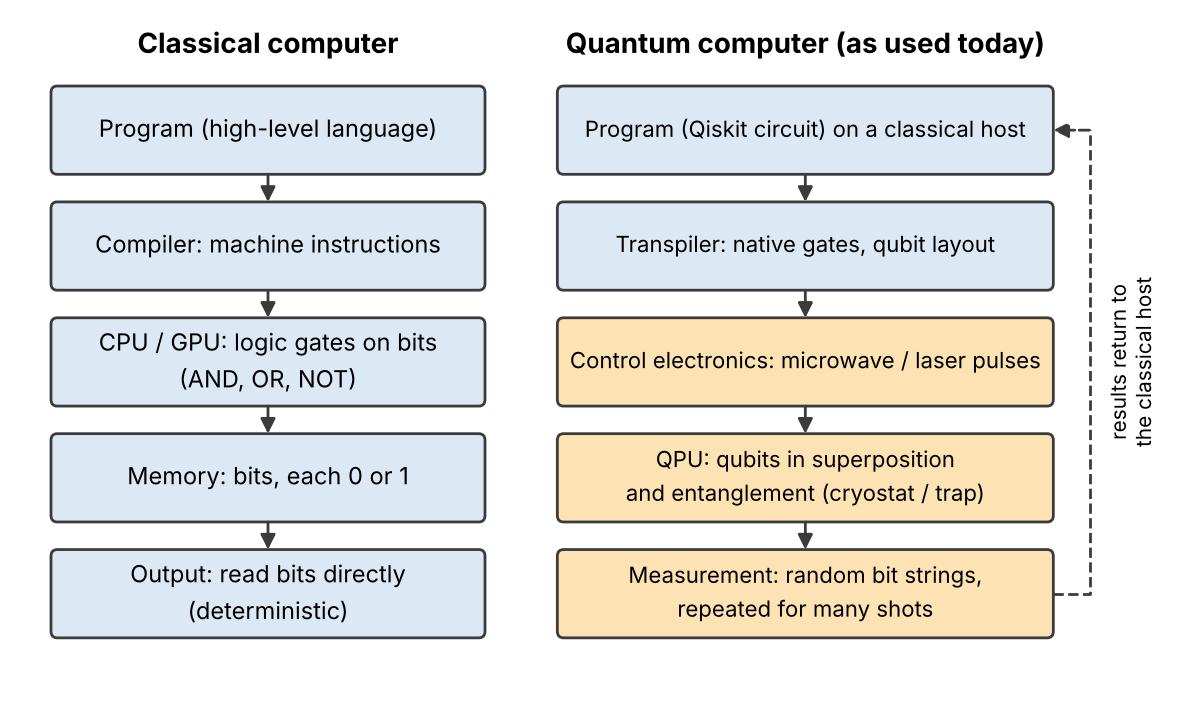 Classical computer
Program (high-level language)
Compiler: machine instructions
CPU / GPU: logic gates on bits
(AND, OR, NOT)
Memory: bits, each 0 or 1
Output: read bits directly
(deterministic)
Quantum computer (as used today)
Program (Qiskit circuit) on a classical host
Transpiler: native gates, qubit layout
Control electronics: microwave / laser pulses
QPU: qubits in superposition
and entanglement (cryostat / trap)
Measurement: random bit strings,
repeated for many shots
results return to
the classical host